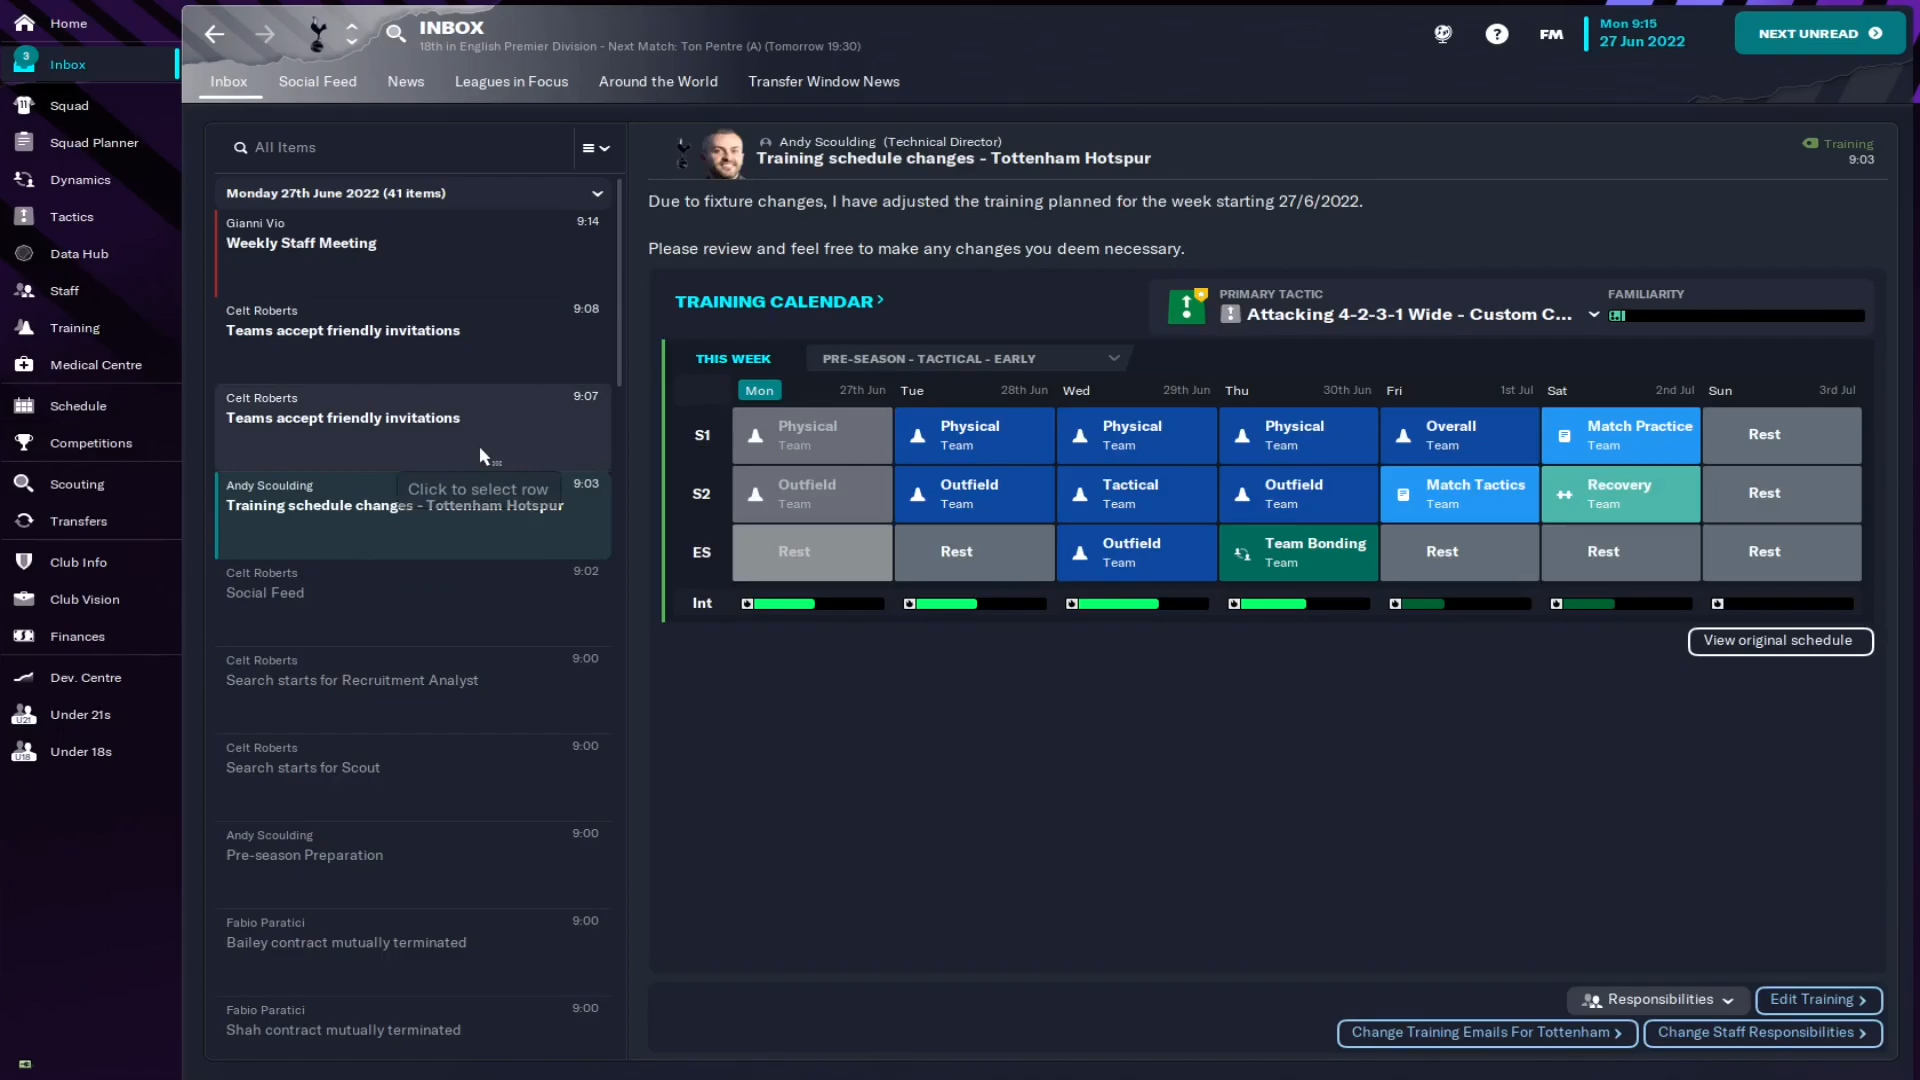 Home
3
Inbox
Squad
Squad Planner
Dynamics
Tactics
Data Hub
Staff
Training
Medical Centre
Schedule
Competitions
Scouting
Transfers
Club Info
Club Vision
Finances
Dev. Centre
U21
Under 21s
U18
Under 18s
INBOX
18th in English Premier Division - Next Match: Ton Pentre (A) (Tomorrow 19:30)
?
FM
Mon 9:15
27 Jun 2022
NEXT UNREAD
Inbox
Social Feed
News
Leagues in Focus
Around the World
Transfer Window News
All Items
Monday 27th June 2022 (41 items)
Gianni Vio 9:14
Weekly Staff Meeting
Celt Roberts 9:08
Teams accept friendly invitations
Celt Roberts 9:07
Teams accept friendly invitations
Andy Scoulding 9:03
Click to select row
Training schedule changes - Tottenham Hotspur
Celt Roberts 9:02
Social Feed
Celt Roberts 9:00
Search starts for Recruitment Analyst
Celt Roberts 9:00
Search starts for Scout
Andy Scoulding 9:00
Pre-season Preparation
Fabio Paratici 9:00
Bailey contract mutually terminated
Fabio Paratici 9:00
Shah contract mutually terminated
Andy Scoulding (Technical Director)
Training schedule changes - Tottenham Hotspur
Training
9:03
Due to fixture changes, I have adjusted the training planned for the week starting 27/6/2022.
Please review and feel free to make any changes you deem necessary.
TRAINING CALENDAR
PRIMARY TACTIC
Attacking 4-2-3-1 Wide - Custom C...
FAMILIARITY
THIS WEEK
PRE-SEASON - TACTICAL - EARLY
Mon 27th Jun Tue 28th Jun Wed 29th Jun Thu 30th Jun Fri 1st Jul Sat 2nd Jul Sun 3rd Jul
S1 Physical Physical Physical Physical Overall Match Practice Rest
Team Team Team Team Team Team
S2 Outfield Outfield Tactical Outfield Match Tactics Recovery Rest
Team Team Team Team Team Team
ES Rest Rest Outfield Team Bonding Rest Rest Rest
Team Team
Int
View original schedule
Responsibilities
Edit Training
Change Training Emails For Tottenham
Change Staff Responsibilities